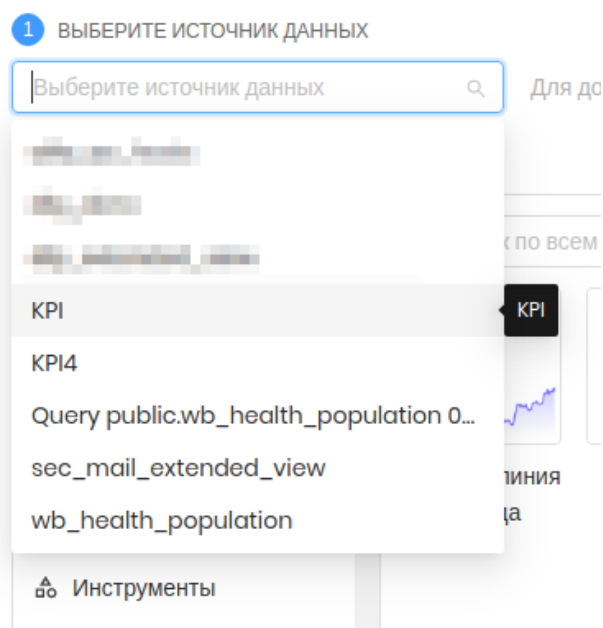 1 ВЫБЕРИТЕ ИСТОЧНИК ДАННЫХ
Выберите источник данных
Для до
по всем
KPI
KPI
KPI4
Query public.wb_health_population 0...
sec_mail_extended_view
линия
wb_health_population
да
Инструменты